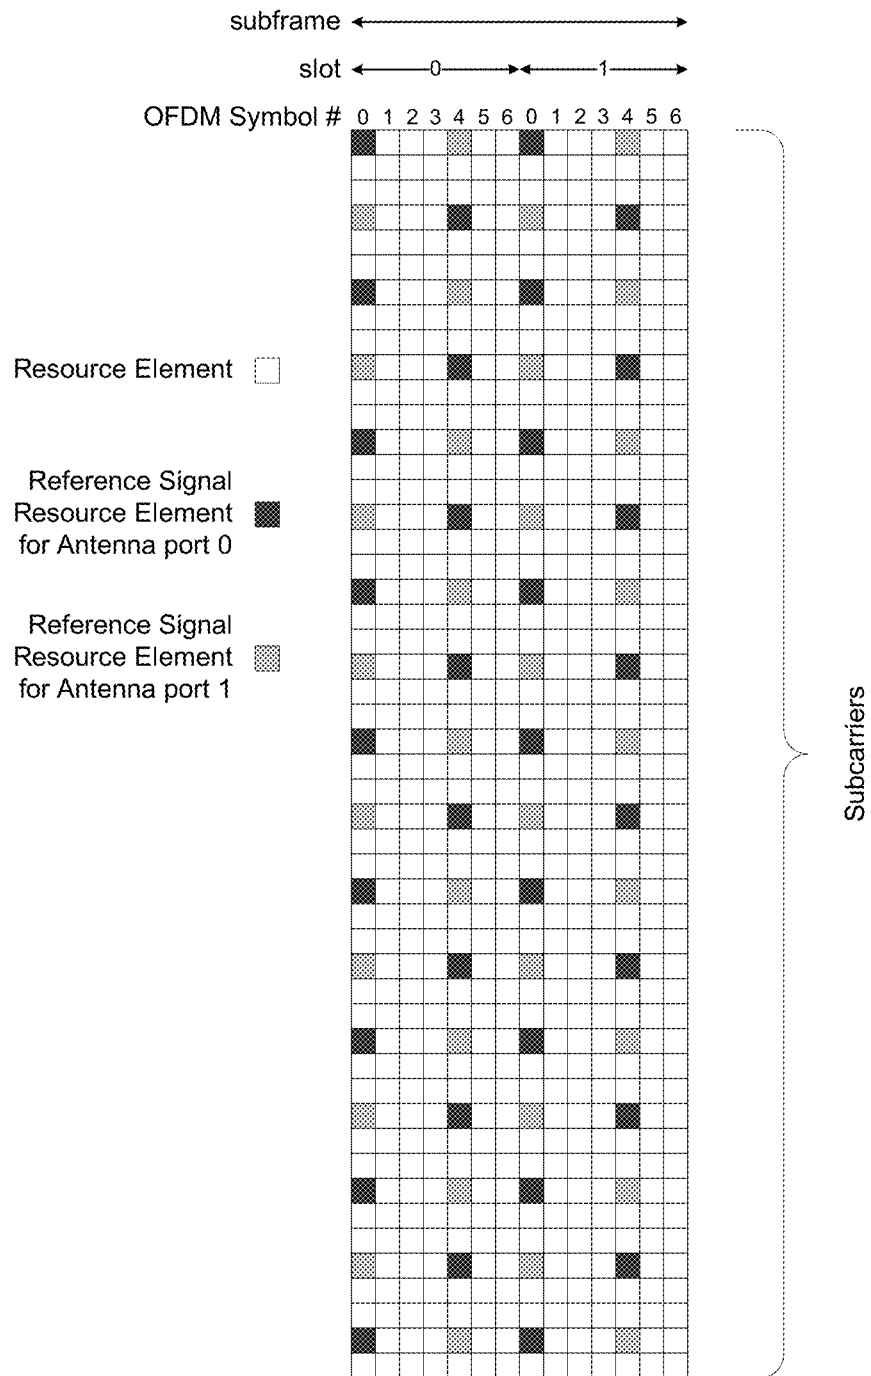 subframe
slot 0 1
OFDM Symbol # 0 1 2 3 4 5 6 0 1 2 3 4 5 6
Resource Element
Reference Signal
Resource Element
for Antenna port 0
Reference Signal
Resource Element
for Antenna port 1
Subcarriers